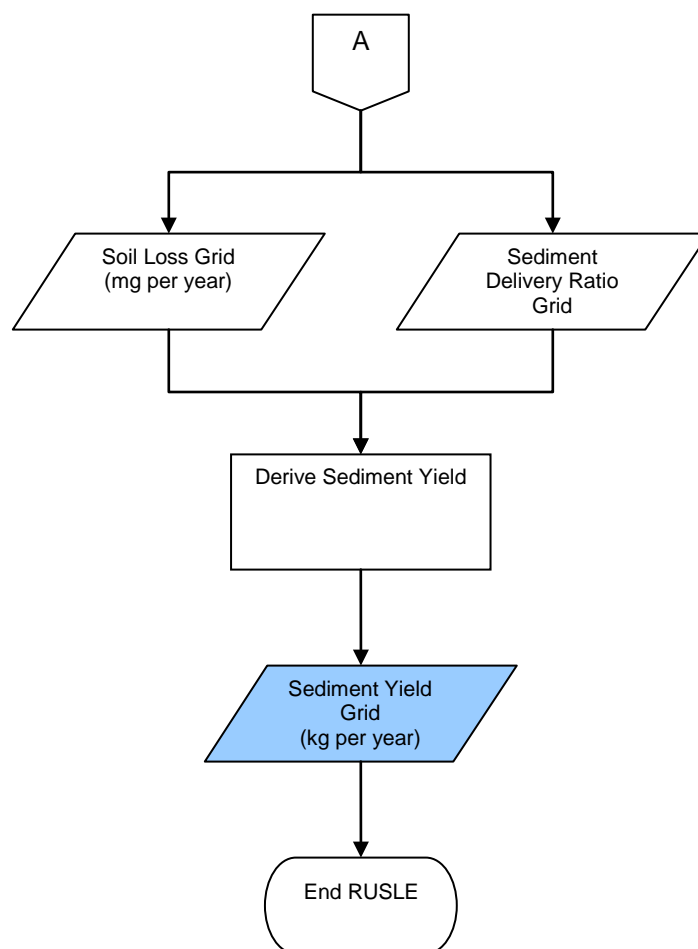 A
Soil Loss Grid
(mg per year)
Sediment
Delivery Ratio
Grid
Derive Sediment Yield
Sediment Yield
Grid
(kg per year)
End RUSLE